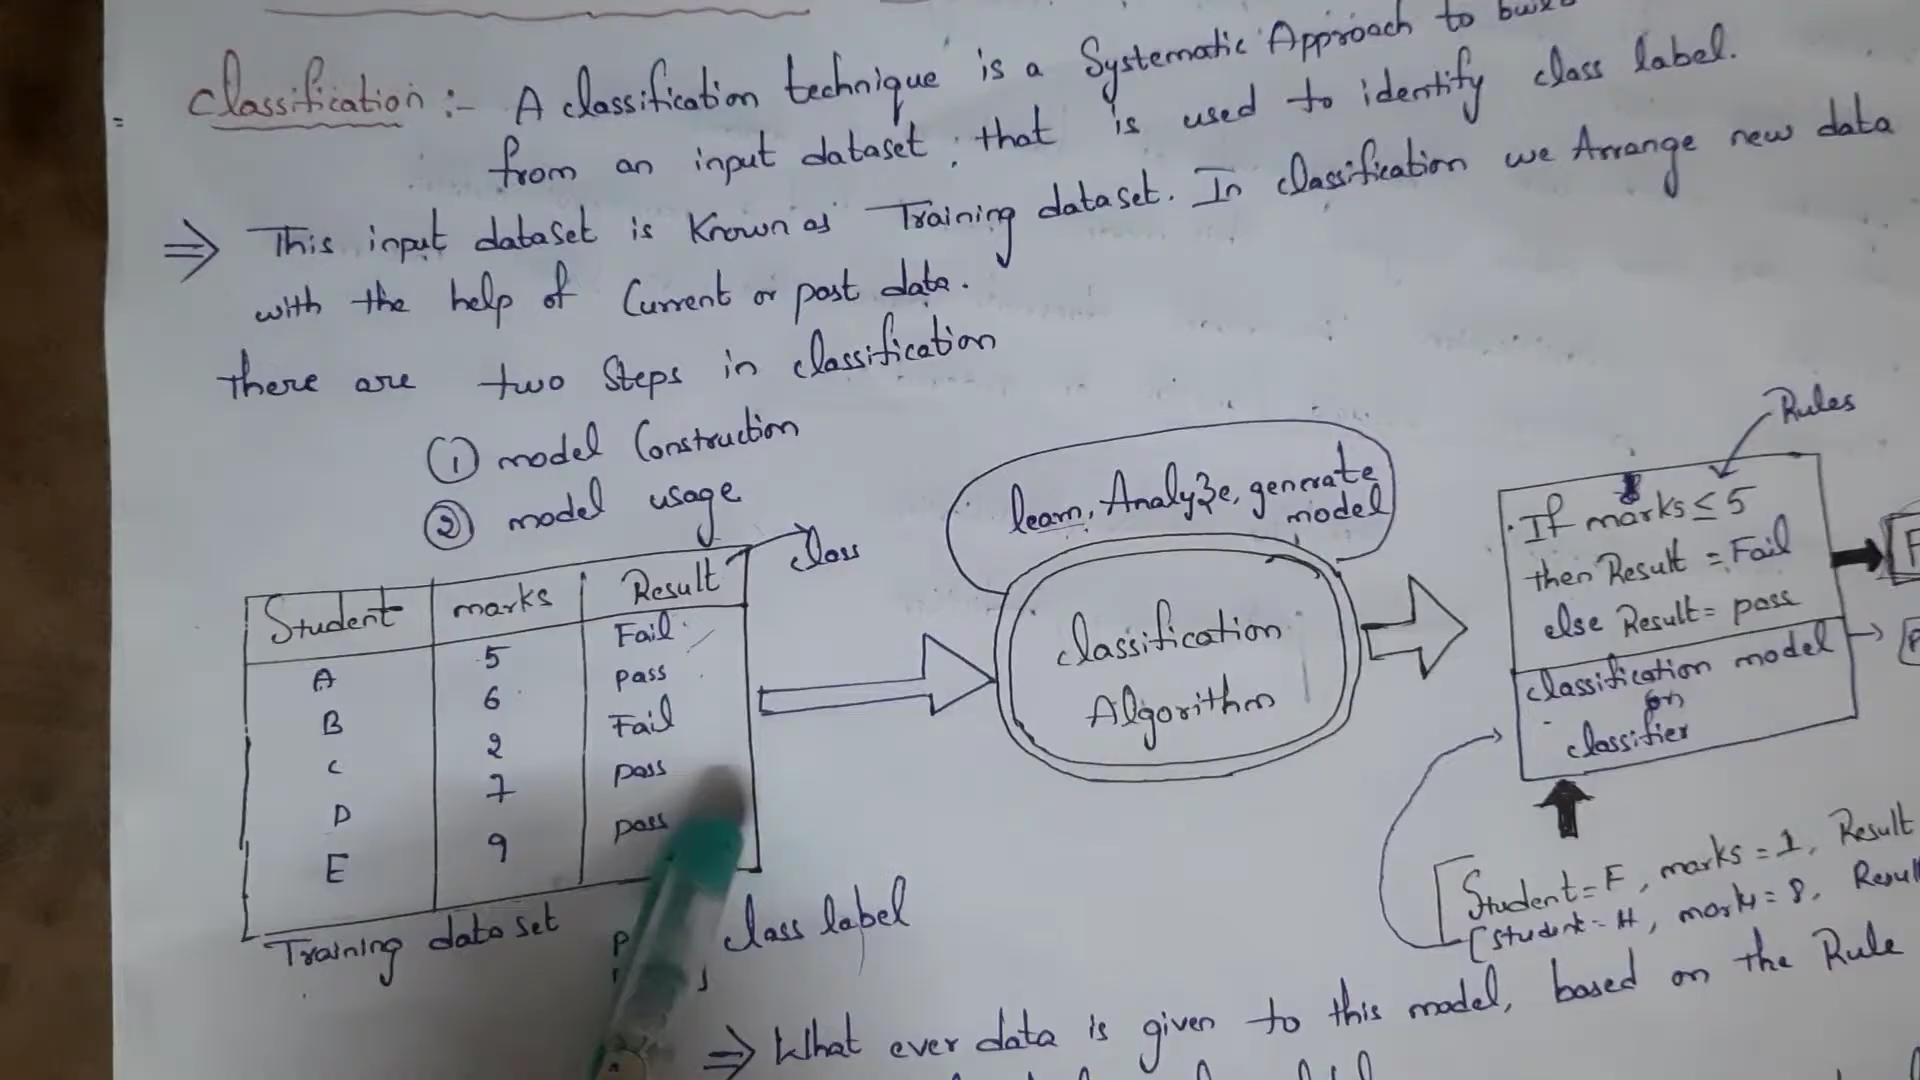 classification :- A classification technique is a Systematic Approach to
from an input dataset, that is used to identify class label.
⇒ This input dataset is known as Training dataset. In classification we Arrange new data
with the help of Current or past data.
there are two steps in classification
① model Construction
② model usage
class
Student marks Result
A 5 Fail
B 6 pass
C 2 Fail
D 7 pass
E 9 pass
Training data set
class label
learn, Analyze, generate
model
classification
Algorithm
Rules
If marks ≤ 5
then Result = Fail
else Result = pass
classification model
or
classifier
Student = F, marks = 1, Result
Student = H, mark = 8,
⇒ What ever data is given to this model, based on the Rule